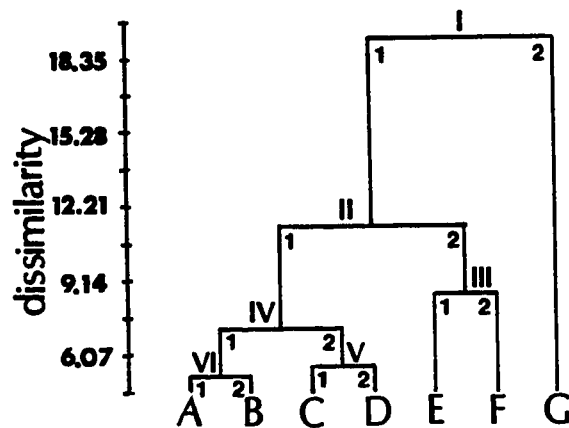 I
18.35
1 2
15.28
dissimilarity
12.21
II
1 2
9.14
III
1 2
IV
1 2
6.07
VI V
1 2 1 2
A B C D E F G